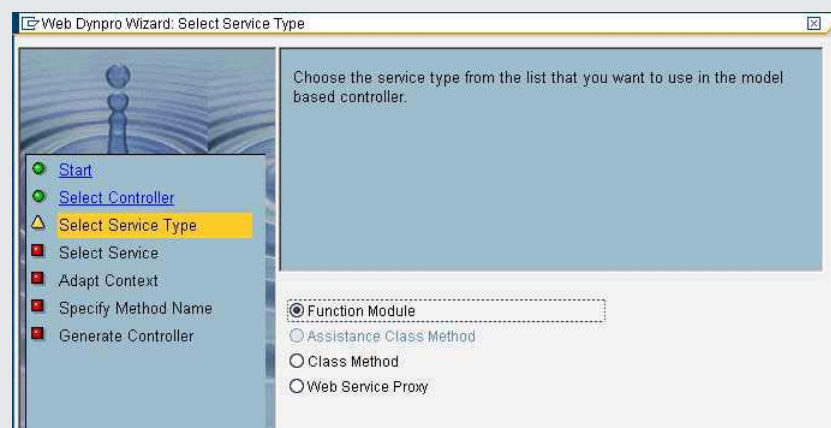 Web Dynpro Wizard: Select Service Type
Choose the service type from the list that you want to use in the model
based controller.
Start
Select Controller
Select Service Type
Select Service
Adapt Context
Specify Method Name
Generate Controller
Function Module
Assistance Class Method
Class Method
Web Service Proxy